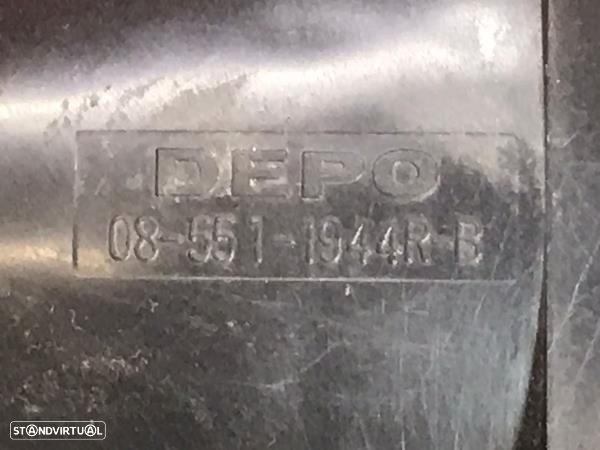 DEPO
08-551-1944R-B
STANDVIRTUAL